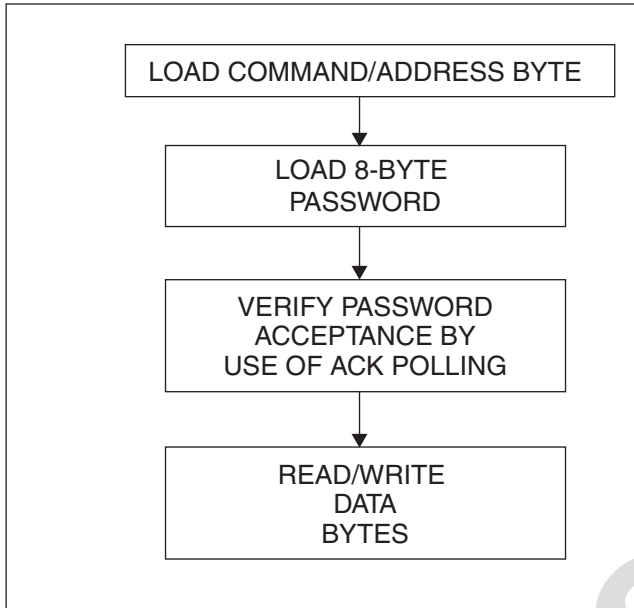 LOAD COMMAND/ADDRESS BYTE
LOAD 8-BYTE
PASSWORD
VERIFY PASSWORD
ACCEPTANCE BY
USE OF ACK POLLING
READ/WRITE
DATA
BYTES